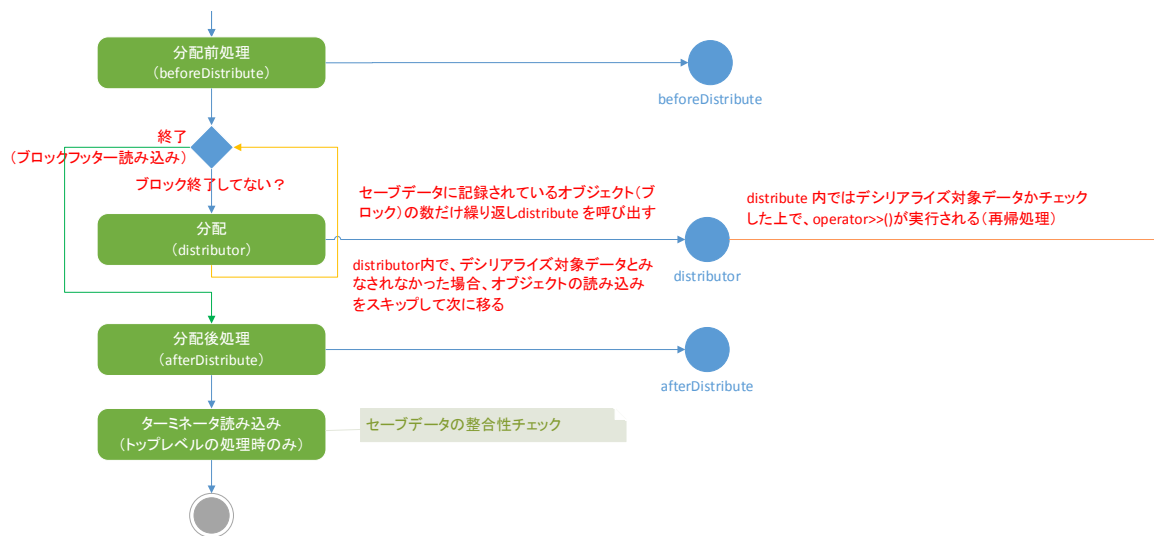 分配前処理
（beforeDistribute）
beforeDistribute
終了
（ブロックフッター読み込み）
ブロック終了してない？
セーブデータに記録されているオブジェクト（ブ
ロック）の数だけ繰り返しdistribute を呼び出す
distribute 内ではデシリアライズ対象データかチェック
した上で、operator>>()が実行される（再帰処理）
分配
（distributor）
distributor
distributor内で、デシリアライズ対象データとみ
なされなかった場合、オブジェクトの読み込み
をスキップして次に移る
分配後処理
（afterDistribute）
afterDistribute
ターミネータ読み込み
（トップレベルの処理時のみ）
セーブデータの整合性チェック